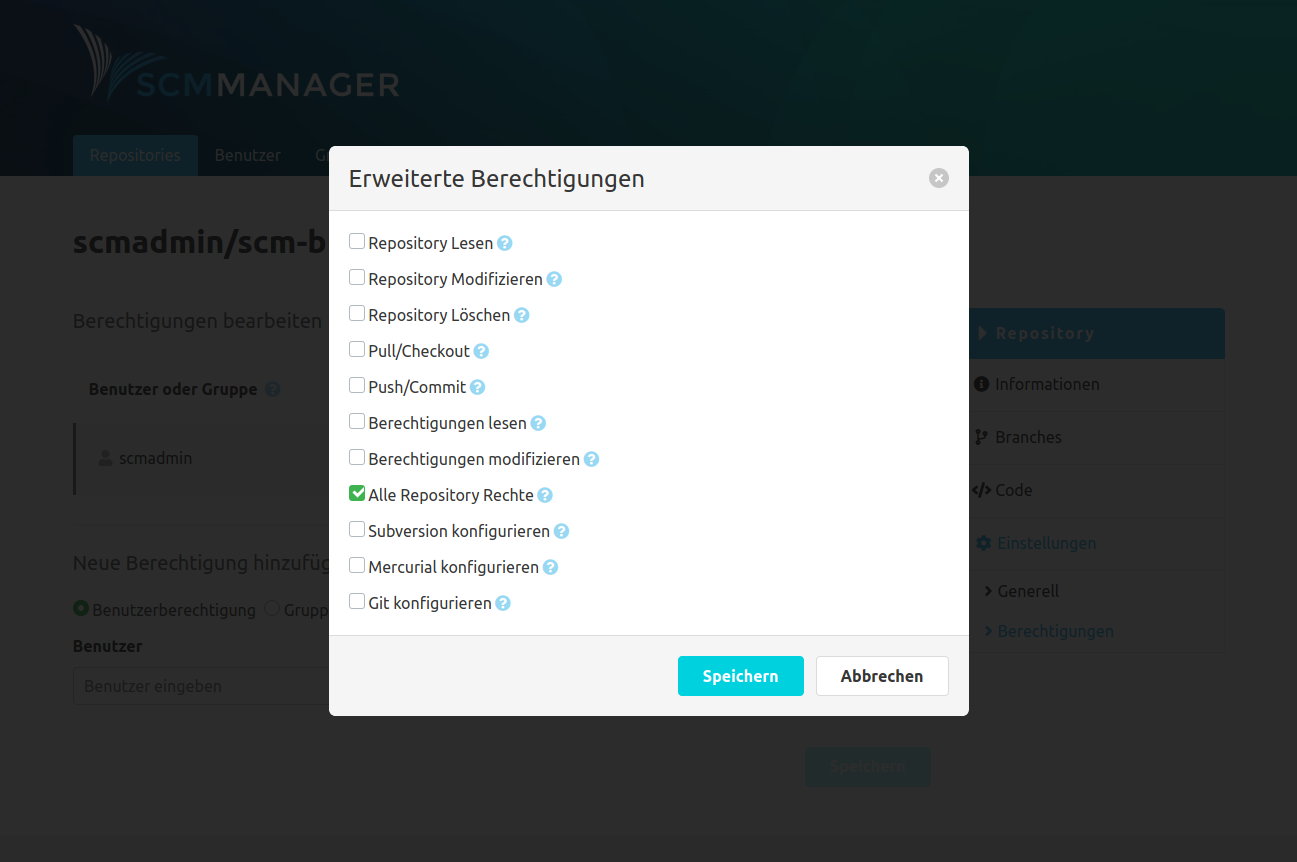 SCMMANAGER
Repositories Benutzer
Erweiterte Berechtigungen
scmadmin/scm-b
Repository Lesen
Repository Modifizieren
Repository Löschen
Pull/Checkout
Push/Commit
Berechtigungen lesen
Berechtigungen modifizieren
Alle Repository Rechte
Subversion konfigurieren
Mercurial konfigurieren
Git konfigurieren
Speichern Abbrechen
Berechtigungen bearbeiten
Benutzer oder Gruppe
scmadmin
Neue Berechtigung hinzufüg
Benutzerberechtigung Grupp
Benutzer
Benutzer eingeben
Speichern
Repository
Informationen
Branches
Code
Einstellungen
Generell
Berechtigungen